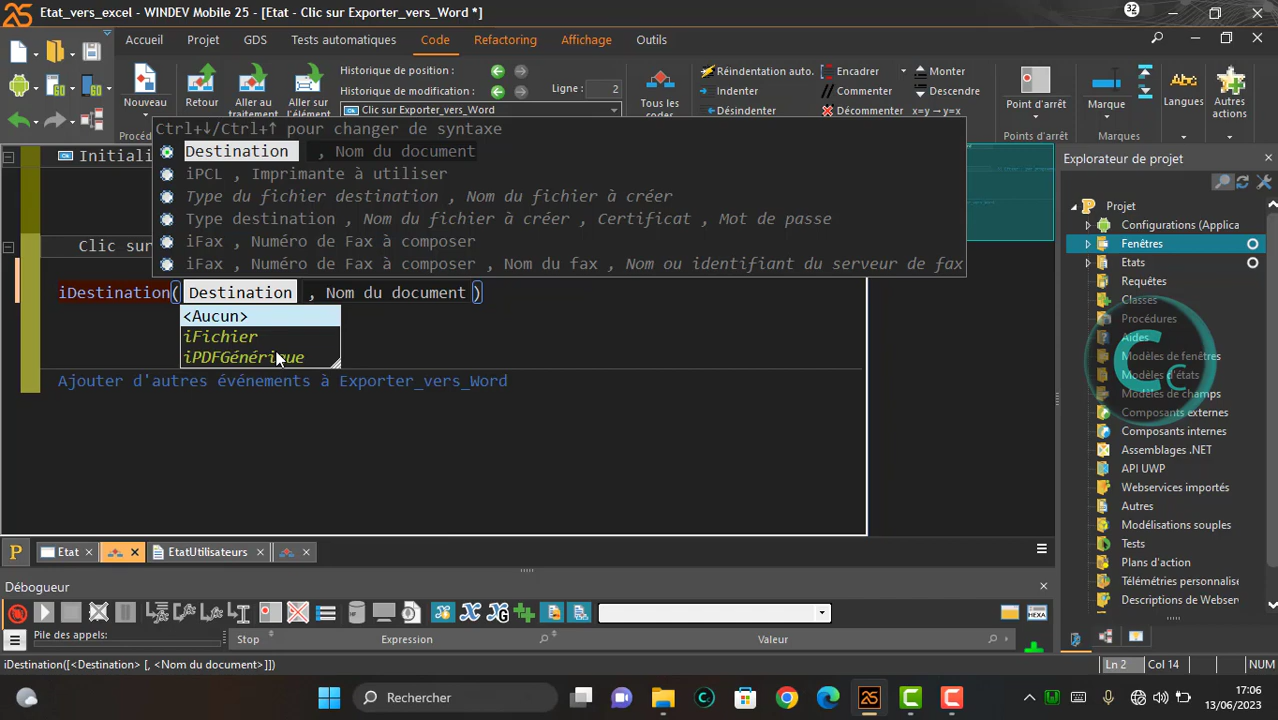 Etat_vers_excel - WINDEV Mobile 25 - [Etat - Clic sur Exporter_vers_Word *]
32
Accueil Projet GDS Tests automatiques Code Refactoring Affichage Outils
Historique de position :
Ligne : 2
Réindentation auto. Encadrer Monter
Historique de modification :
Indenter Commenter Descendre
Nouveau Retour Aller au traitement Aller sur l'élément
Clic sur Exporter_vers_Word
Tous les codes
Désindenter Décommenter x=y → y=x
Point d'arrêt Marque Langues Autres actions
Procéd
Points d'arrêt Marques
Ctrl+↓/Ctrl+↑ pour changer de syntaxe
Destination , Nom du document
iPCL , Imprimante à utiliser
Type du fichier destination , Nom du fichier à créer
Type destination , Nom du fichier à créer , Certificat , Mot de passe
iFax , Numéro de Fax à composer
iFax , Numéro de Fax à composer , Nom du fax , Nom ou identifiant du serveur de fax
Initiali
Clic sur
iDestination( Destination , Nom du document )
<Aucun>
iFichier
iPDFGénérique
Ajouter d'autres événements à Exporter_vers_Word
Explorateur de projet
Projet
Configurations (Applica
Fenêtres
Etats
Requêtes
Classes
Procédures
Aides
Modèles de fenêtres
Modèles d'états
Modèles de champs
Composants externes
Composants internes
Assemblages .NET
API UWP
Webservices importés
Autres
Modélisations souples
Tests
Plans d'action
Télémétries personnalise
Descriptions de Webserv
P Etat EtatUtilisateurs
Débogueur
HEXA
Pile des appels: Stop Expression Valeur
iDestination([<Destination> [, <Nom du document>]])
Ln 2 Col 14 NUM
Rechercher
17:06
13/06/2023